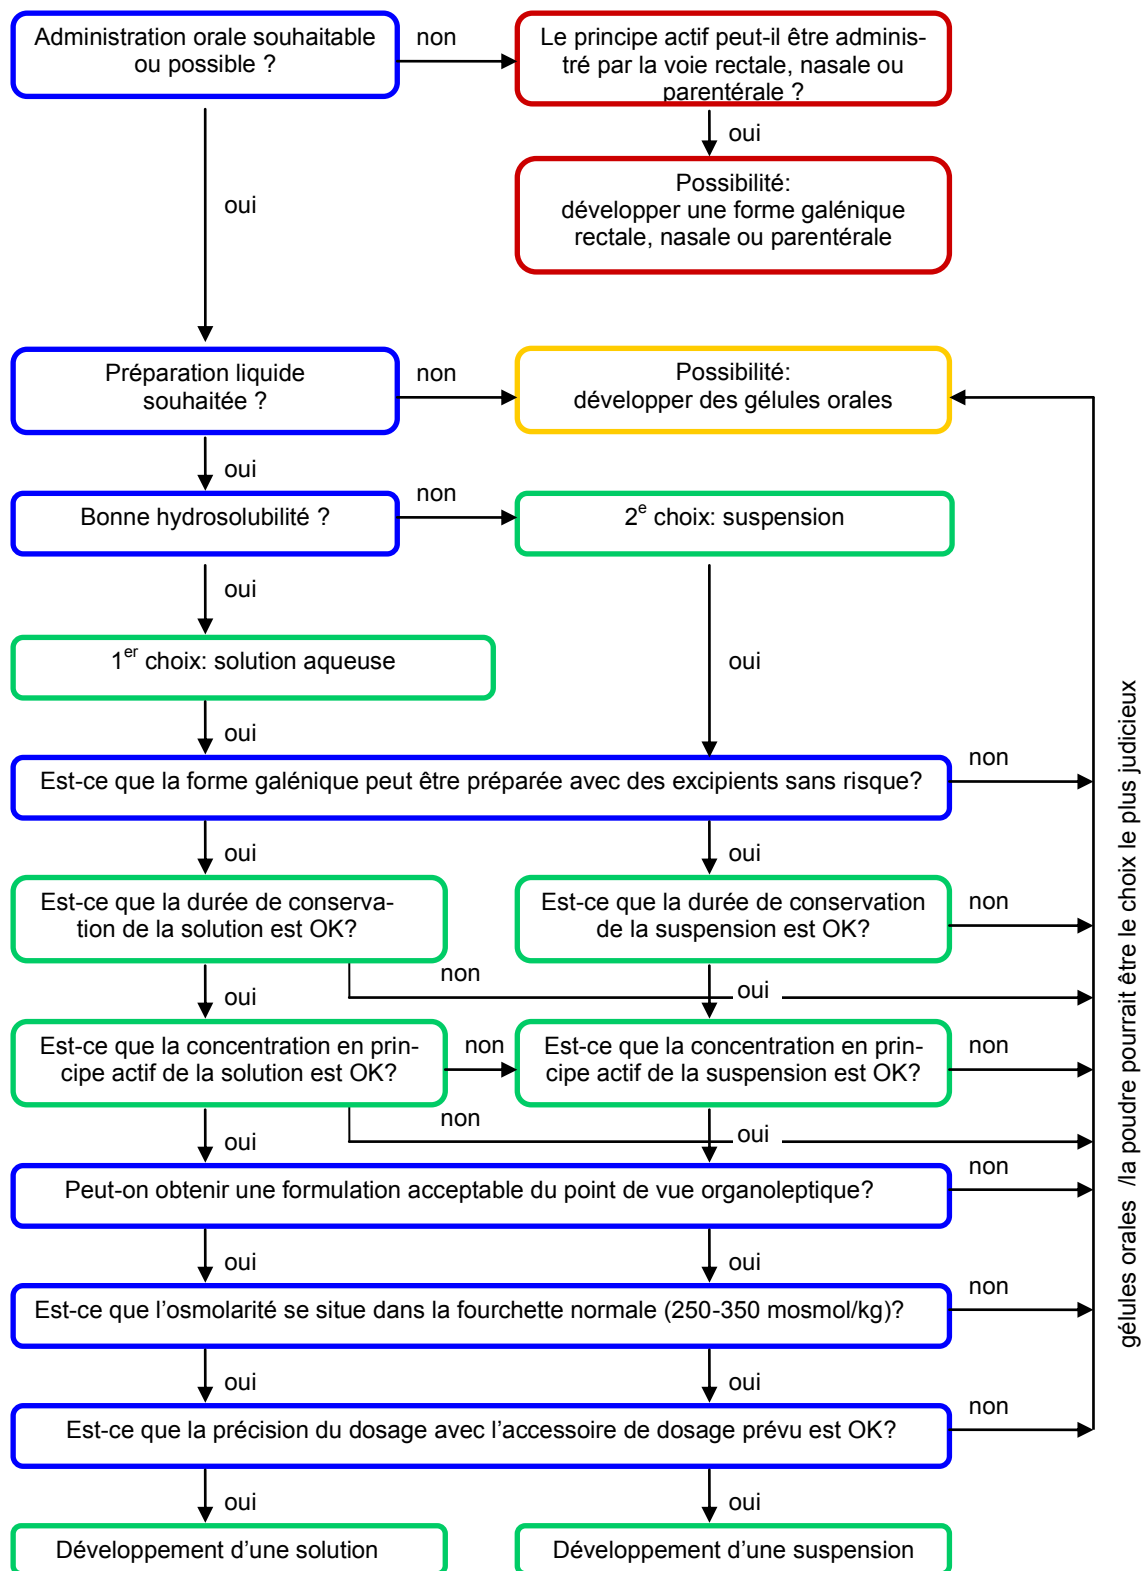 Administration orale souhaitable
ou possible ?
non
Le principe actif peut-il être adminis-
tré par la voie rectale, nasale ou
parentérale ?
oui
oui
Possibilité:
développer une forme galénique
rectale, nasale ou parentérale
Préparation liquide
souhaitée ?
non
Possibilité:
développer des gélules orales
oui
Bonne hydrosolubilité ?
non
2e choix: suspension
oui
1er choix: solution aqueuse
oui
oui
Est-ce que la forme galénique peut être préparée avec des excipients sans risque?
non
oui
oui
Est-ce que la durée de conserva-
tion de la solution est OK?
Est-ce que la durée de conservation
de la suspension est OK?
non
non
oui
oui
Est-ce que la concentration en prin-
cipe actif de la solution est OK?
non
Est-ce que la concentration en prin-
cipe actif de la suspension est OK?
non
non
oui
oui
Peut-on obtenir une formulation acceptable du point de vue organoleptique?
non
oui
oui
Est-ce que l’osmolarité se situe dans la fourchette normale (250-350 mosmol/kg)?
non
oui
oui
Est-ce que la précision du dosage avec l’accessoire de dosage prévu est OK?
non
oui
oui
Développement d’une solution
Développement d’une suspension
gélules orales /la poudre pourrait être le choix le plus judicieux